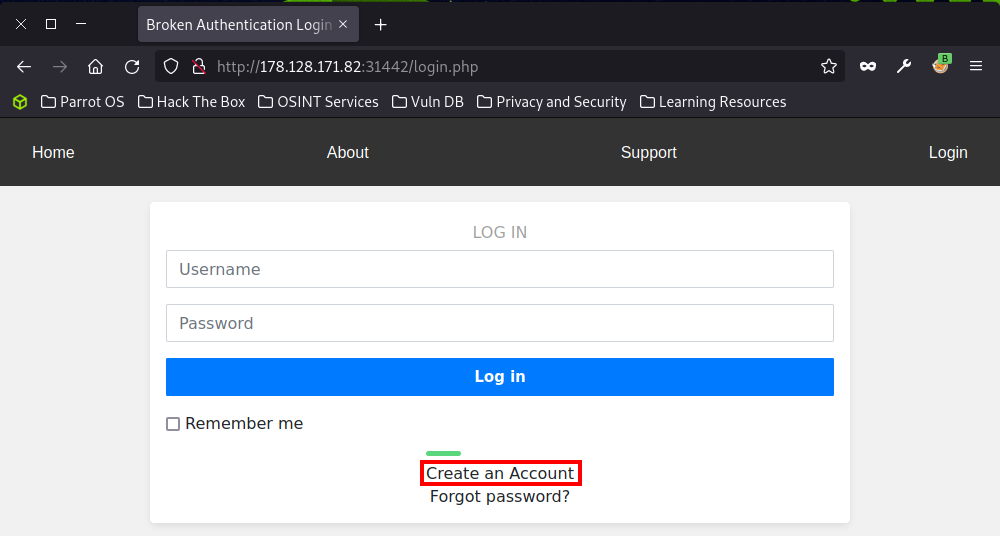 Broken Authentication Login
http://178.128.171.82:31442/login.php
B
Parrot OS Hack The Box OSINT Services Vuln DB Privacy and Security Learning Resources
Home About Support Login
LOG IN
Username
Password
Log in
Remember me
Create an Account
Forgot password?